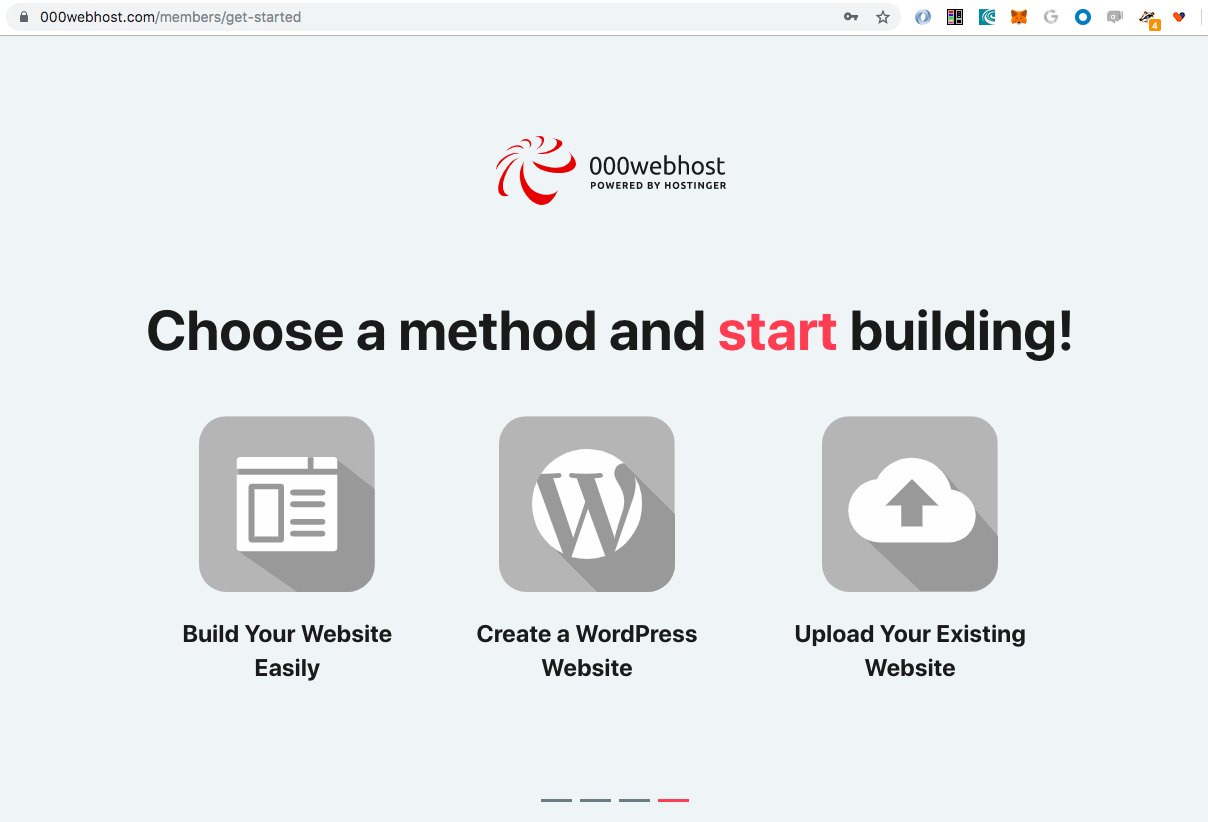 000webhost.com/members/get-started
4
000webhost
POWERED BY HOSTINGER
Choose a method and start building!
Build Your Website
Easily
Create a WordPress
Website
Upload Your Existing
Website